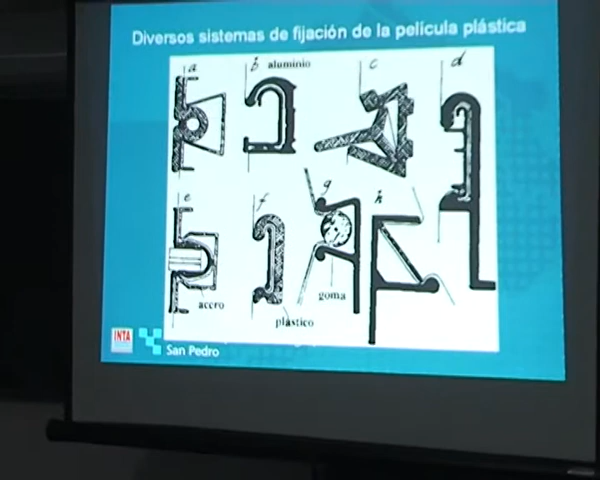 Diversos sistemas de fijación de la película plástica
a
b aluminio
c
d
e
f
g
h
acero
goma
plástico
INTA
San Pedro